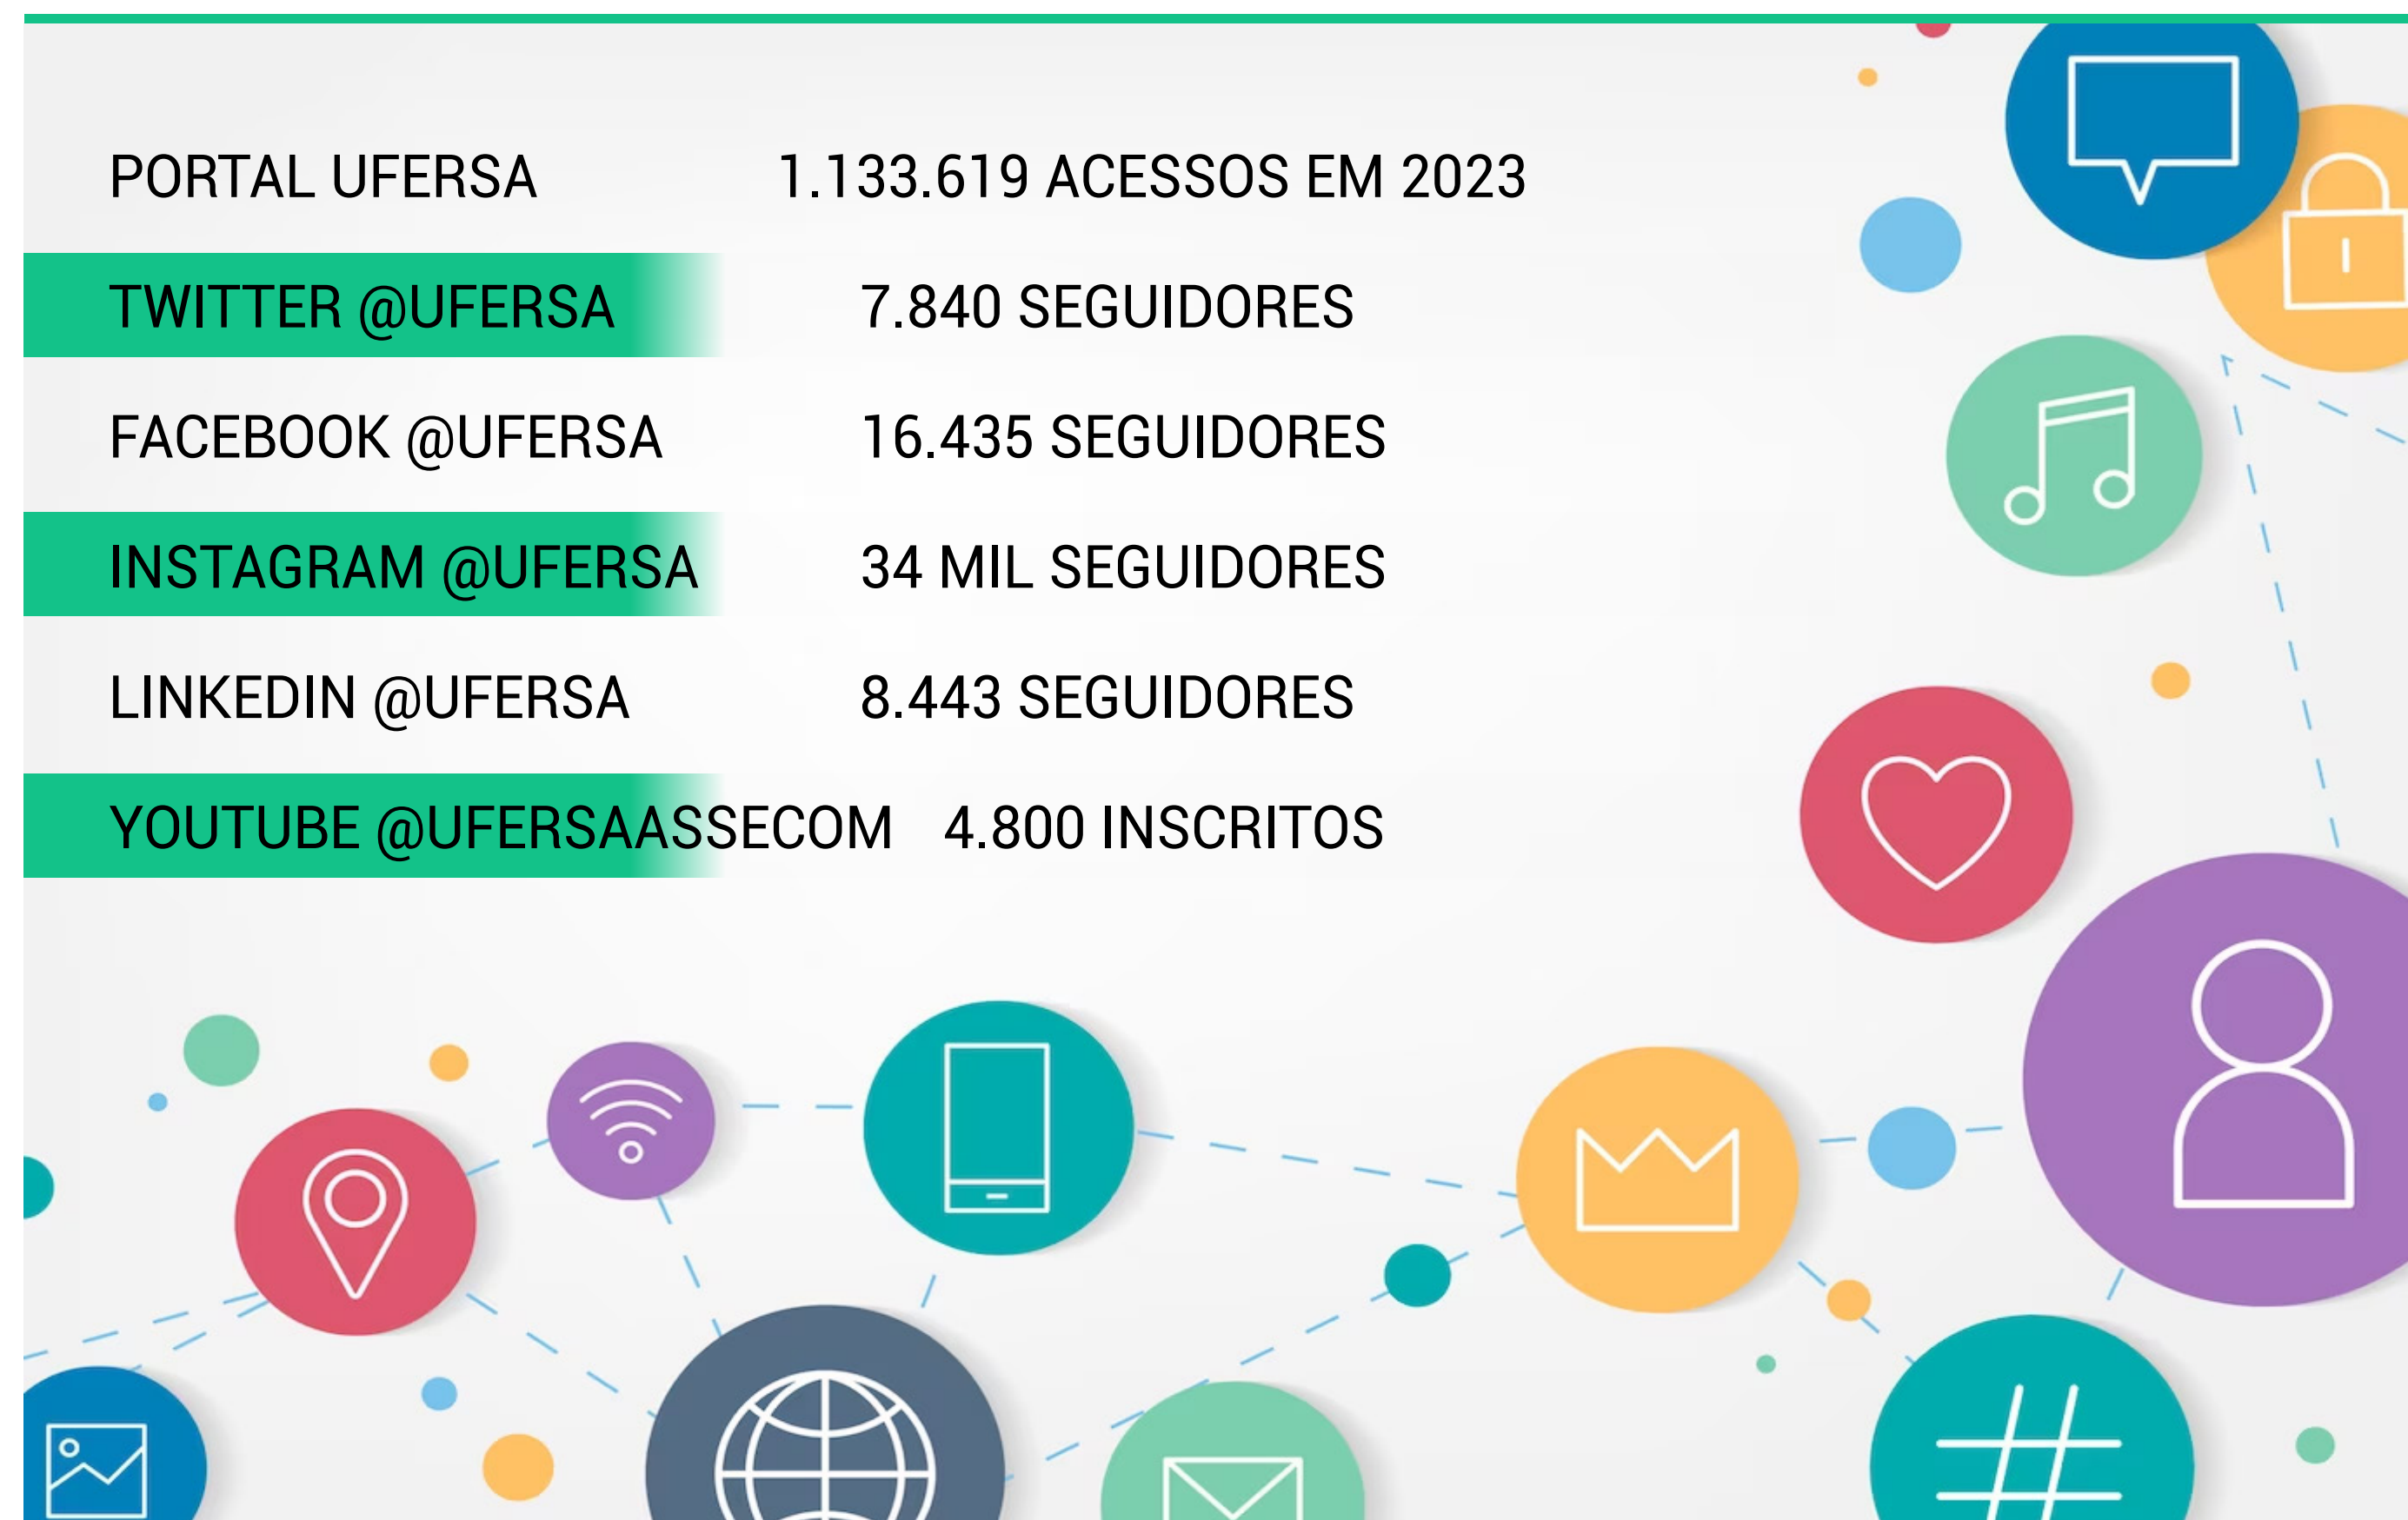 PORTAL UFERSA 1.133.619 ACESSOS EM 2023
TWITTER @UFERSA 7.840 SEGUIDORES
FACEBOOK @UFERSA 16.435 SEGUIDORES
INSTAGRAM @UFERSA 34 MIL SEGUIDORES
LINKEDIN @UFERSA 8.443 SEGUIDORES
YOUTUBE @UFERSAASSECOM 4.800 INSCRITOS